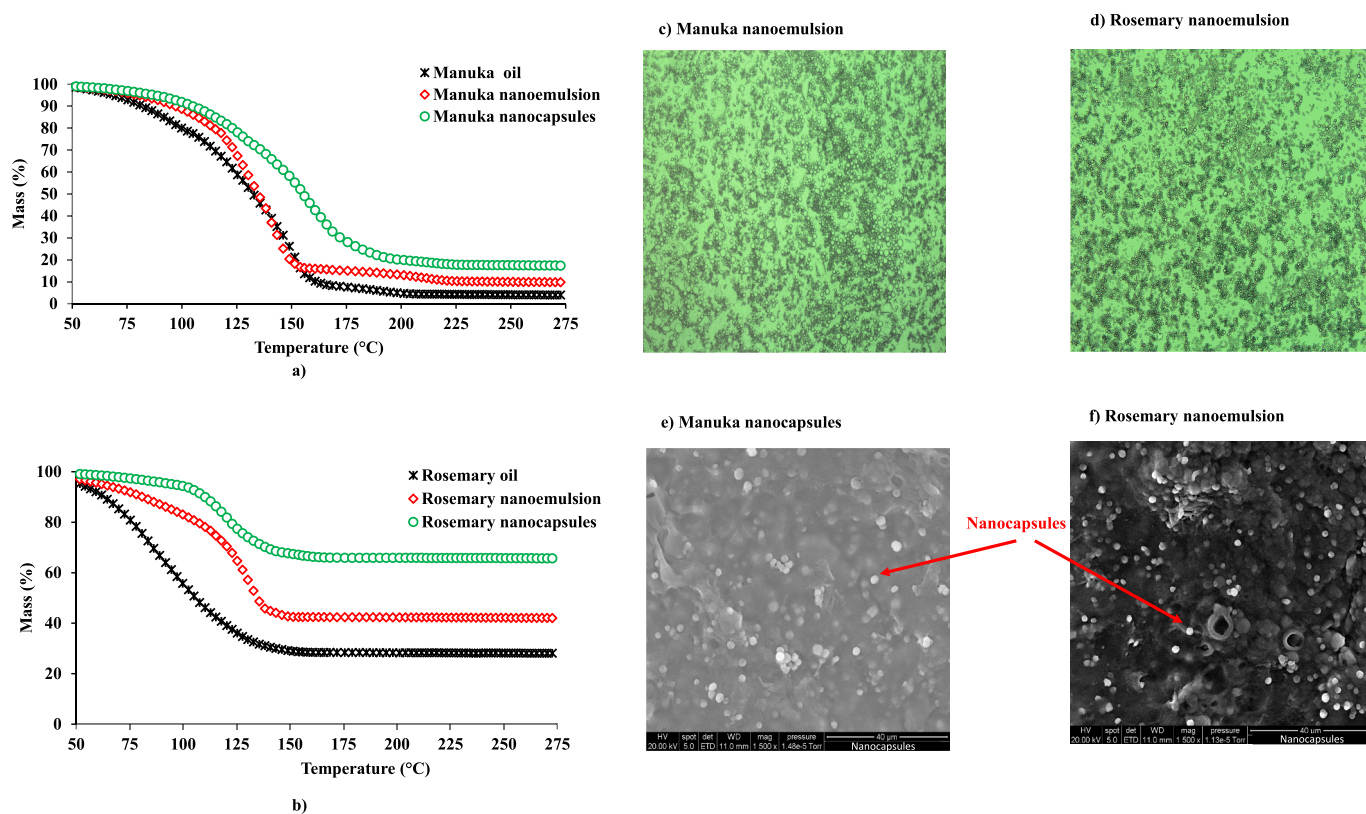 c) Manuka nanoemulsion
d) Rosemary nanoemulsion
Manuka oil
Manuka nanoemulsion
Manuka nanocapsules
100
90
80
70
60
50
40
30
20
10
0
Mass (%)
50 75 100 125 150 175 200 225 250 275
Temperature (°C)
a)
e) Manuka nanocapsules
f) Rosemary nanoemulsion
Rosemary oil
Rosemary nanoemulsion
Rosemary nanocapsules
100
80
60
40
20
0
Mass (%)
50 75 100 125 150 175 200 225 250 275
Temperature (°C)
b)
Nanocapsules
HV spot det WD mag pressure 40 µm
20.00 kV 5.0 ETD 11.0 mm 1 500 x 1.48e-5 Torr Nanocapsules
HV spot det WD mag pressure 40 µm
20.00 kV 5.0 ETD 11.0 mm 1 500 x 1.13e-5 Torr Nanocapsules